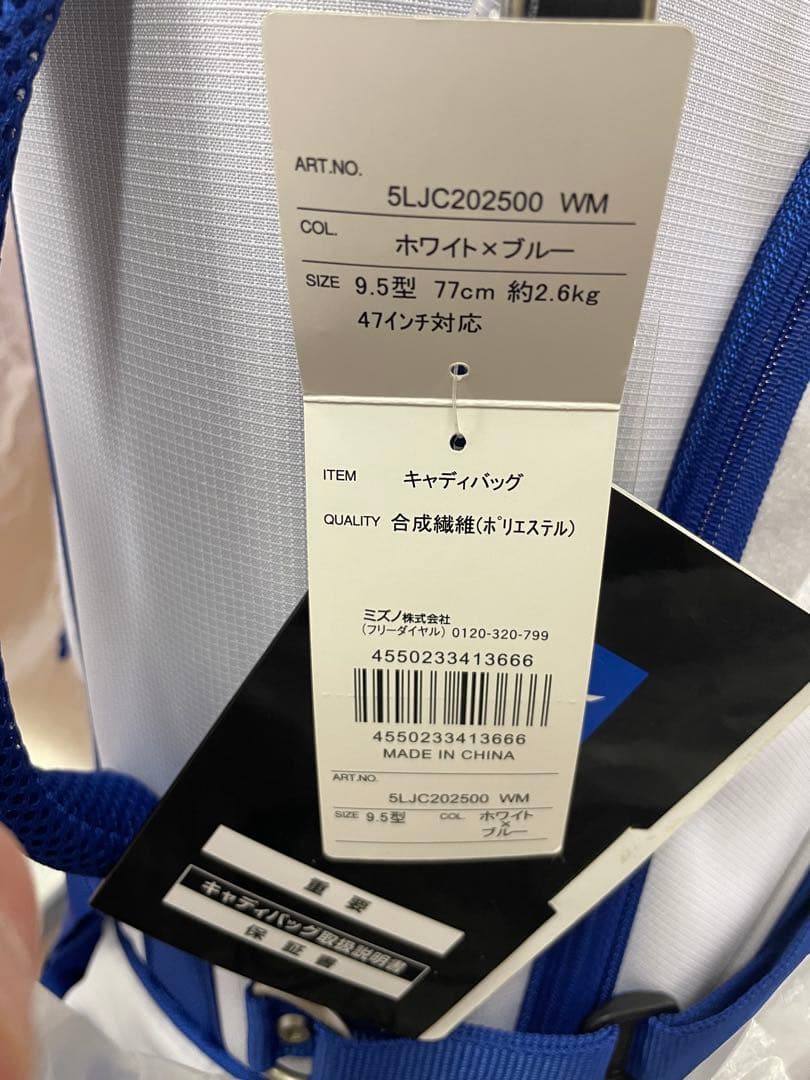 ART.NO.
5LJC202500 WM
COL.
ホワイト×ブルー
SIZE 9.5型 77cm 約2.6kg
47インチ対応
ITEM キャディバッグ
QUALITY 合成繊維(ポリエステル)
ミズノ株式会社
(フリーダイヤル) 0120-320-799
4550233413666
4550233413666
MADE IN CHINA
ART.NO.
5LJC202500 WM
SIZE 9.5型 COL. ホワイト
×
ブルー
重要
キャディバッグ取扱説明書
保証書